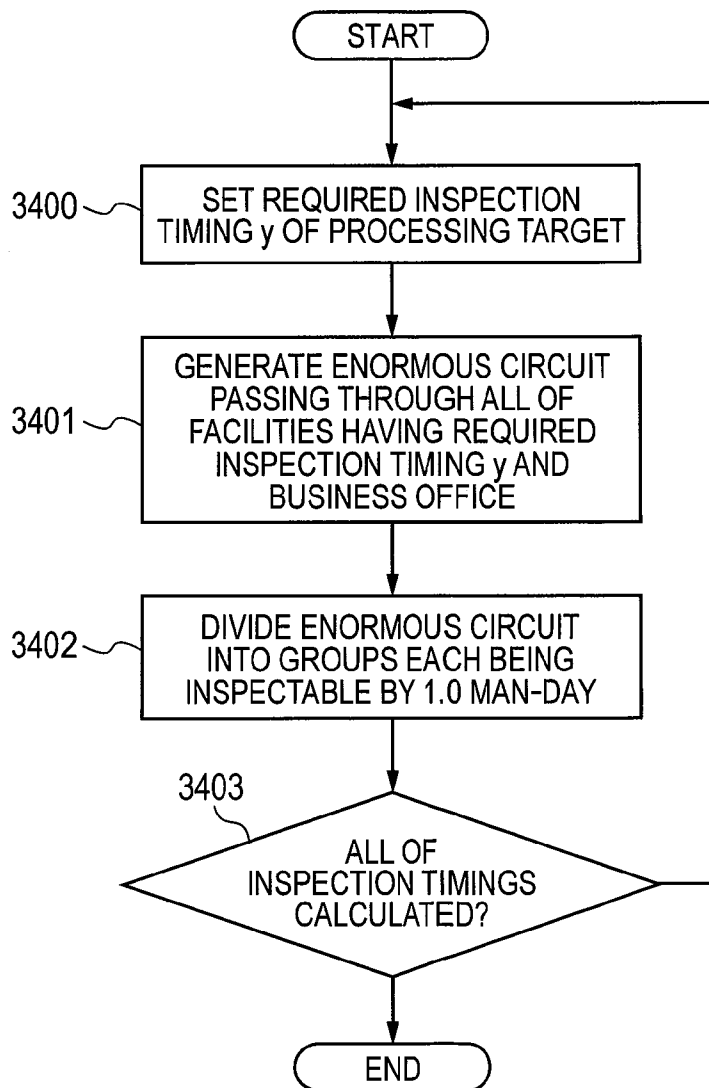 START
3400
SET REQUIRED INSPECTION
TIMING y OF PROCESSING TARGET
3401
GENERATE ENORMOUS CIRCUIT
PASSING THROUGH ALL OF
FACILITIES HAVING REQUIRED
INSPECTION TIMING y AND
BUSINESS OFFICE
3402
DIVIDE ENORMOUS CIRCUIT
INTO GROUPS EACH BEING
INSPECTABLE BY 1.0 MAN-DAY
3403
ALL OF
INSPECTION TIMINGS
CALCULATED?
END